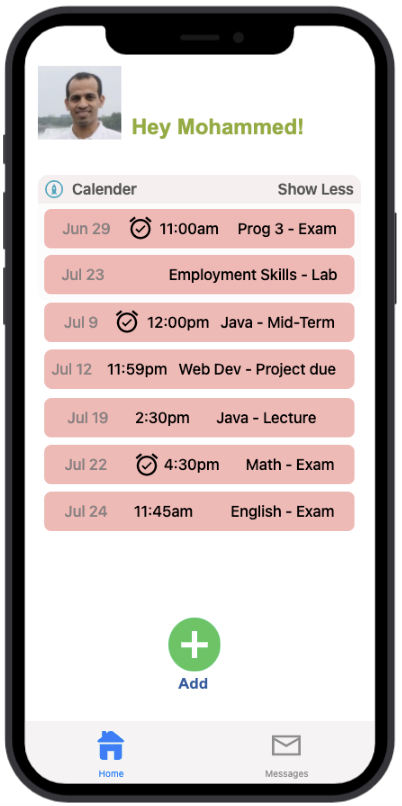 Hey Mohammed!
Calender Show Less
Jun 29 11:00am Prog 3 - Exam
Jul 23 Employment Skills - Lab
Jul 9 12:00pm Java - Mid-Term
Jul 12 11:59pm Web Dev - Project due
Jul 19 2:30pm Java - Lecture
Jul 22 4:30pm Math - Exam
Jul 24 11:45am English - Exam
Add
Home Messages